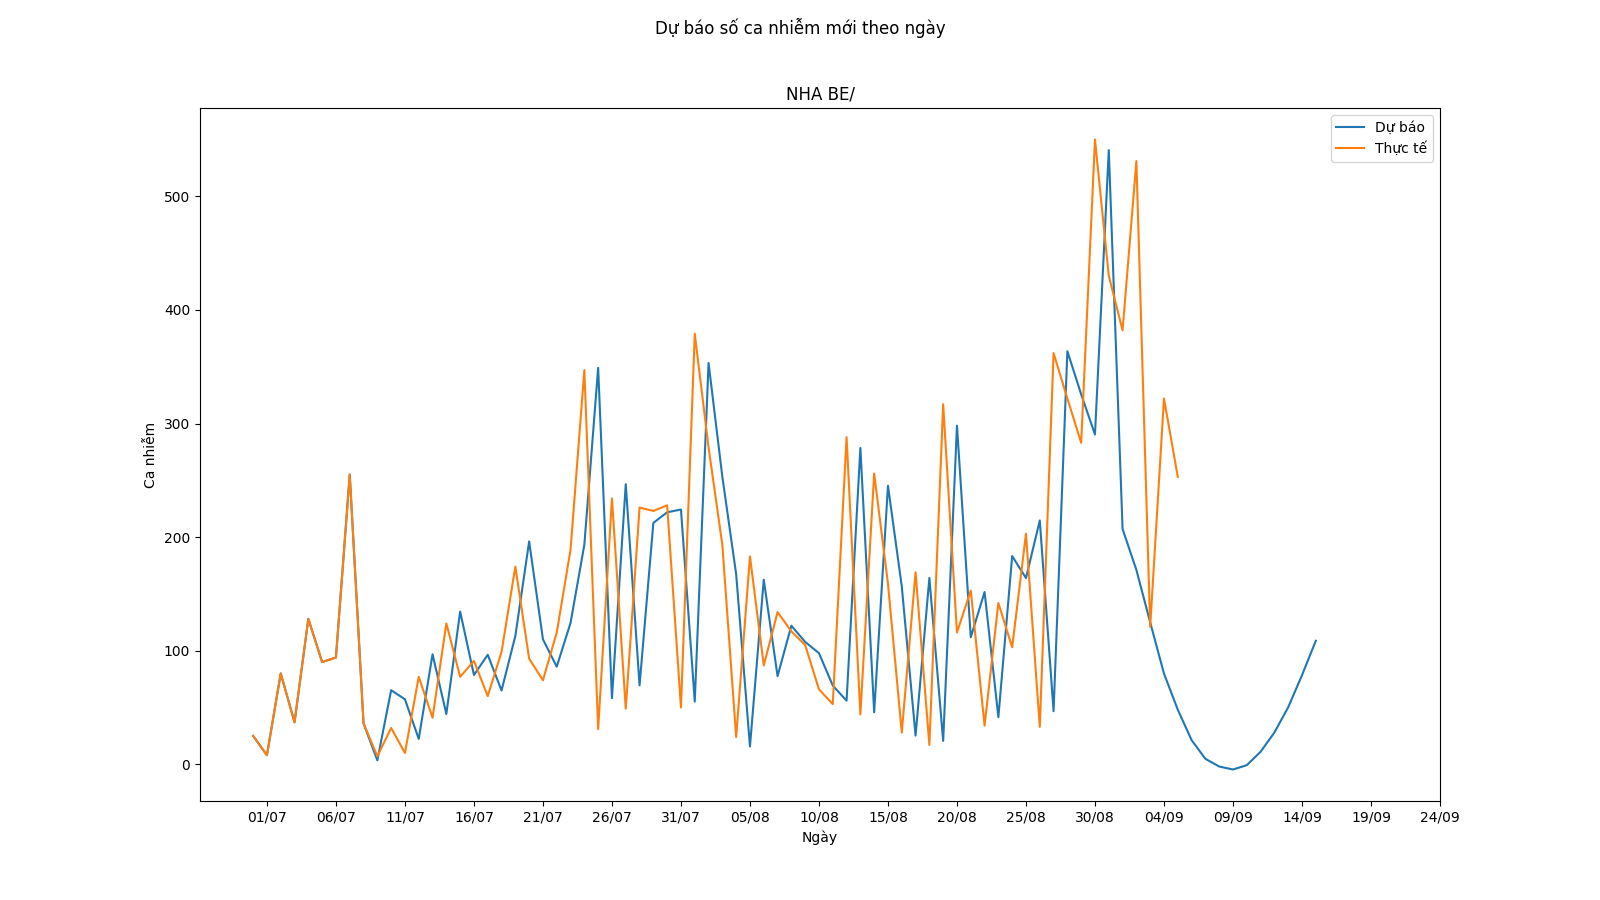 Dự báo số ca nhiễm mới theo ngày
NHA BE/
Dự báo
Thực tế
Ca nhiễm
500
400
300
200
100
0
01/07 06/07 11/07 16/07 21/07 26/07 31/07 05/08 10/08 15/08 20/08 25/08 30/08 04/09 09/09 14/09 19/09 24/09
Ngày